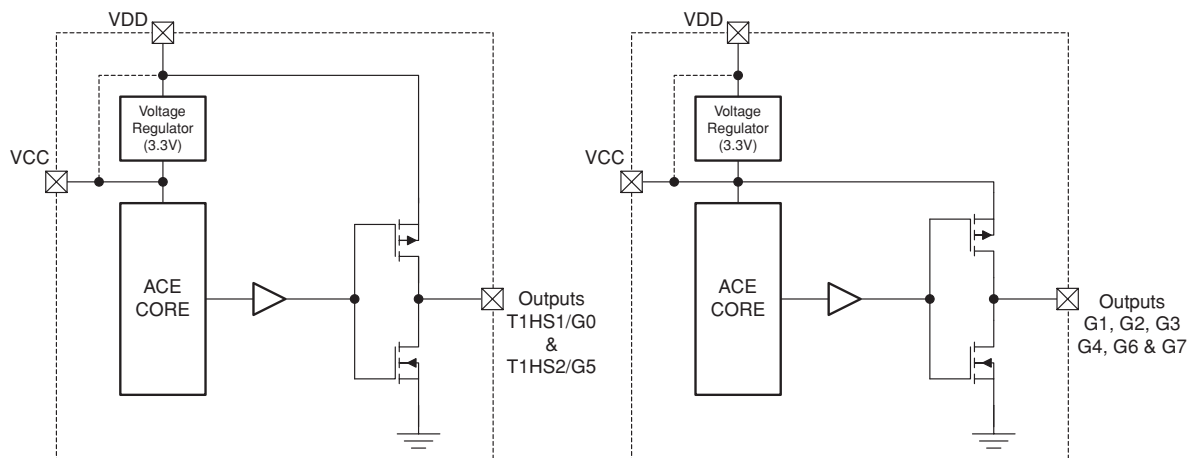 VDD
Voltage
Regulator
(3.3V)
VCC
ACE
CORE
Outputs
T1HS1/G0
&
T1HS2/G5
VDD
Voltage
Regulator
(3.3V)
VCC
ACE
CORE
Outputs
G1, G2, G3
G4, G6 & G7